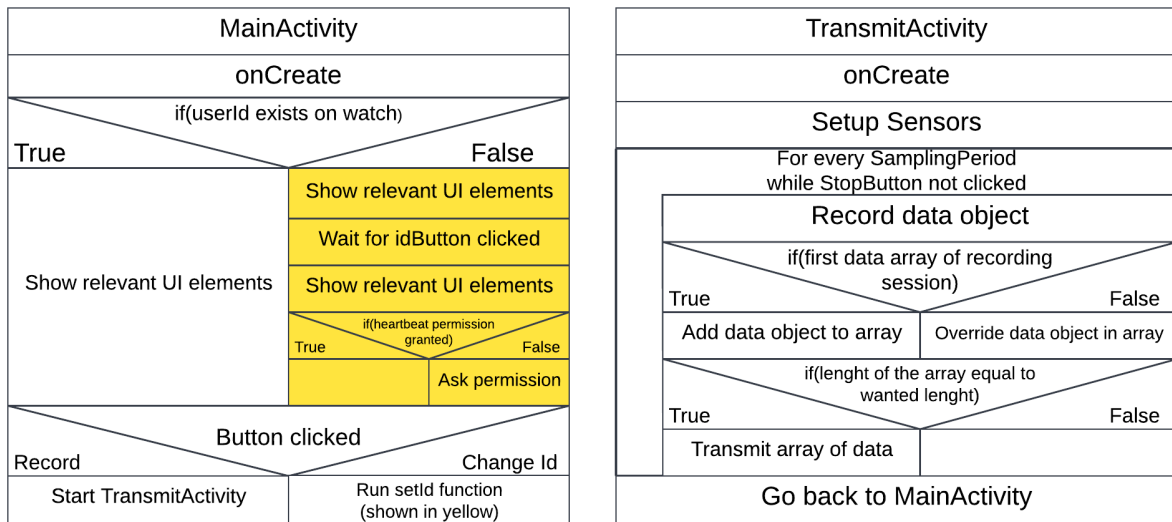 MainActivity
onCreate
if(userId exists on watch)
True
False
Show relevant UI elements
Show relevant UI elements
Wait for idButton clicked
Show relevant UI elements
if(heartbeat permission
granted)
True
False
Ask permission
Button clicked
Record
Change Id
Start TransmitActivity
Run setId function
(shown in yellow)
TransmitActivity
onCreate
Setup Sensors
For every SamplingPeriod
while StopButton not clicked
Record data object
if(first data array of recording
session)
True
False
Add data object to array
Override data object in array
if(lenght of the array equal to
wanted lenght)
True
False
Transmit array of data
Go back to MainActivity